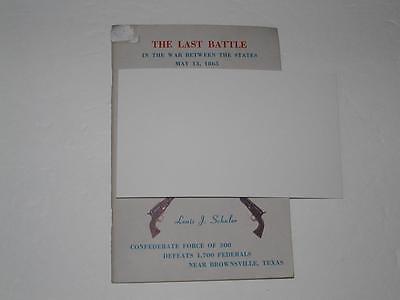 THE LAST BATTLE
IN THE WAR BETWEEN THE STATES
MAY 13, 1865
Louis J. Schuler
CONFEDERATE FORCE OF 300
DEFEATS 1,700 FEDERALS
NEAR BROWNSVILLE, TEXAS